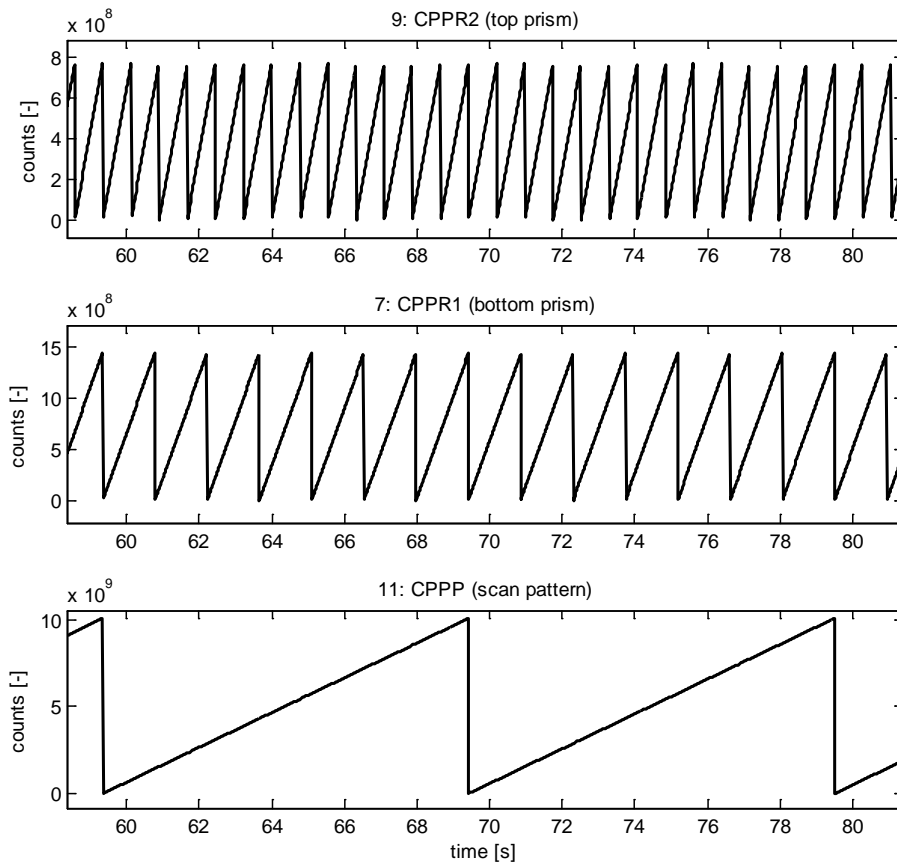 9: CPPR2 (top prism)
x 10^8
8
6
4
2
0
counts [-]
60 62 64 66 68 70 72 74 76 78 80
7: CPPR1 (bottom prism)
x 10^8
15
10
5
0
counts [-]
60 62 64 66 68 70 72 74 76 78 80
11: CPPP (scan pattern)
x 10^9
10
5
0
counts [-]
60 62 64 66 68 70 72 74 76 78 80
time [s]